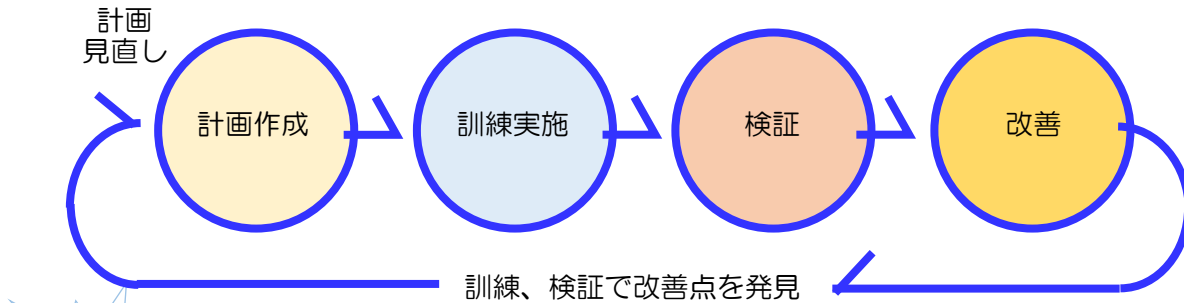 計画
見直し
計画作成
訓練実施
検証
改善
訓練、検証で改善点を発見